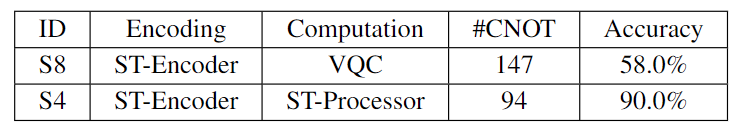 ID Encoding Computation #CNOT Accuracy
S8 ST-Encoder VQC 147 58.0%
S4 ST-Encoder ST-Processor 94 90.0%